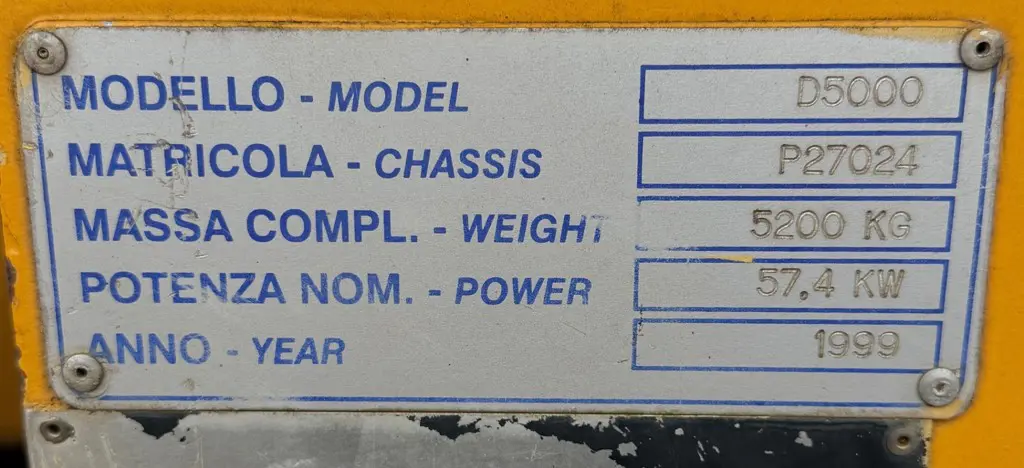 MODELLO - MODEL D5000
MATRICOLA - CHASSIS P27024
MASSA COMPL. - WEIGHT 5200 KG
POTENZA NOM. - POWER 57,4 KW
ANNO - YEAR 1999